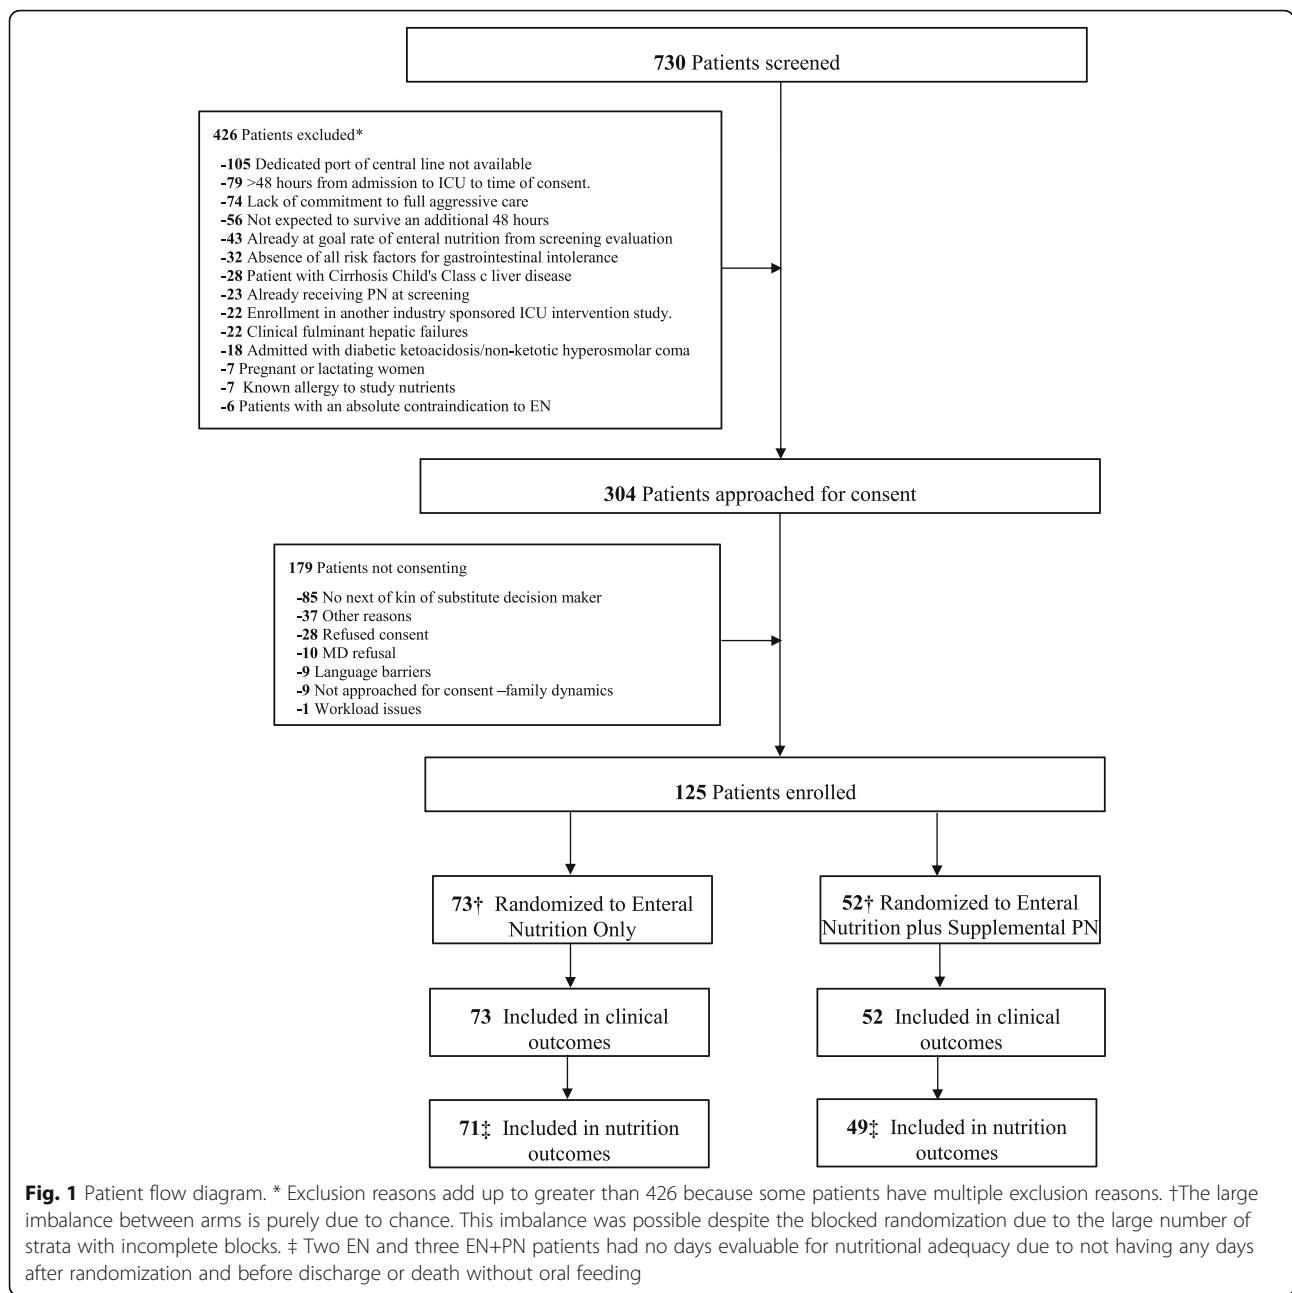 730 Patients screened
426 Patients excluded*
-105 Dedicated port of central line not available
-79 >48 hours from admission to ICU to time of consent.
-74 Lack of commitment to full aggressive care
-56 Not expected to survive an additional 48 hours
-43 Already at goal rate of enteral nutrition from screening evaluation
-32 Absence of all risk factors for gastrointestinal intolerance
-28 Patient with Cirrhosis Child's Class c liver disease
-23 Already receiving PN at screening
-22 Enrollment in another industry sponsored ICU intervention study.
-22 Clinical fulminant hepatic failures
-18 Admitted with diabetic ketoacidosis/non-ketotic hyperosmolar coma
-7 Pregnant or lactating women
-7 Known allergy to study nutrients
-6 Patients with an absolute contraindication to EN
304 Patients approached for consent
179 Patients not consenting
-85 No next of kin of substitute decision maker
-37 Other reasons
-28 Refused consent
-10 MD refusal
-9 Language barriers
-9 Not approached for consent –family dynamics
-1 Workload issues
125 Patients enrolled
73† Randomized to Enteral
Nutrition Only
52† Randomized to Enteral
Nutrition plus Supplemental PN
73 Included in clinical
outcomes
52 Included in clinical
outcomes
71‡ Included in nutrition
outcomes
49‡ Included in nutrition
outcomes
Fig. 1 Patient flow diagram. * Exclusion reasons add up to greater than 426 because some patients have multiple exclusion reasons. †The large
imbalance between arms is purely due to chance. This imbalance was possible despite the blocked randomization due to the large number of
strata with incomplete blocks. ‡ Two EN and three EN+PN patients had no days evaluable for nutritional adequacy due to not having any days
after randomization and before discharge or death without oral feeding